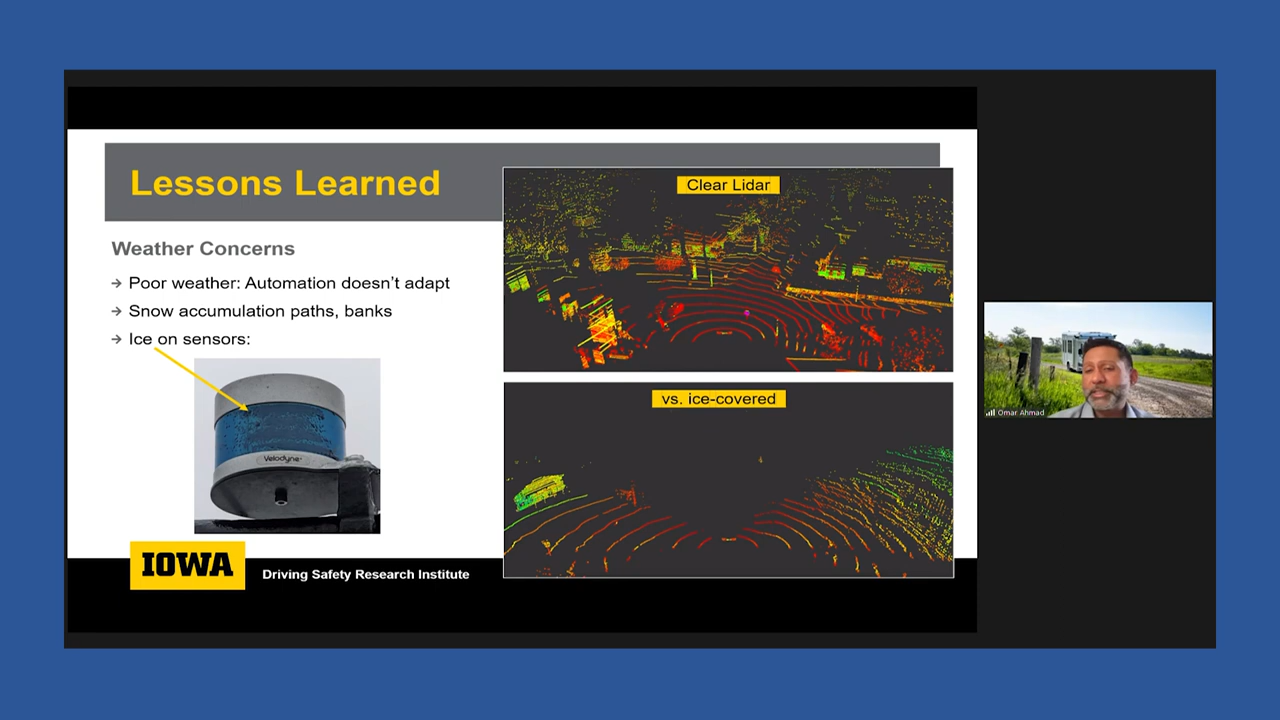 Lessons Learned
Weather Concerns
→ Poor weather: Automation doesn't adapt
→ Snow accumulation paths, banks
→ Ice on sensors:
Velodyne
IOWA
Driving Safety Research Institute
Clear Lidar
vs. ice-covered
Omar Ahmad